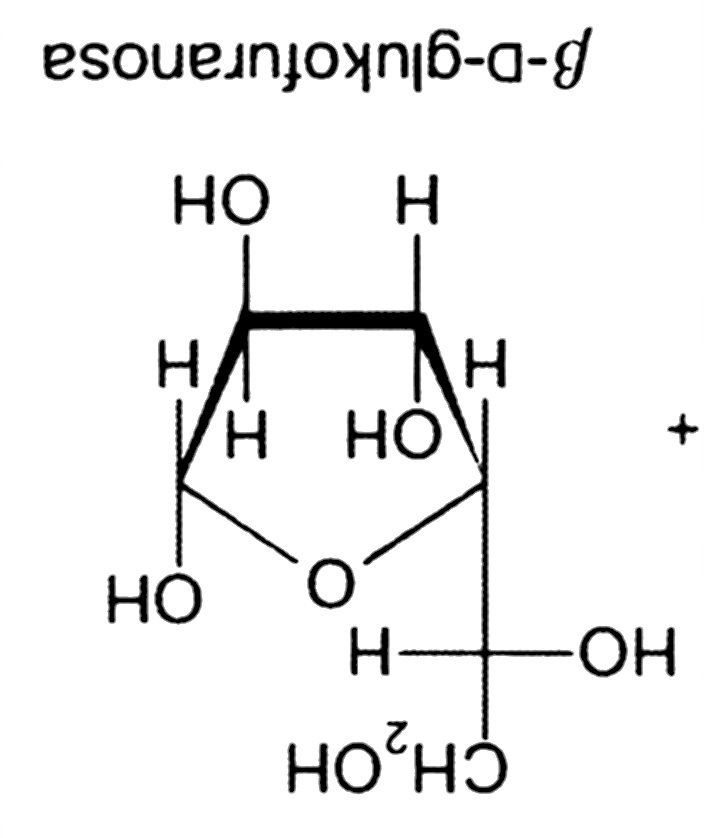 CH₂OH
HO H
O OH
+ OH H
H H
H OH
β-D-glukofuranosa